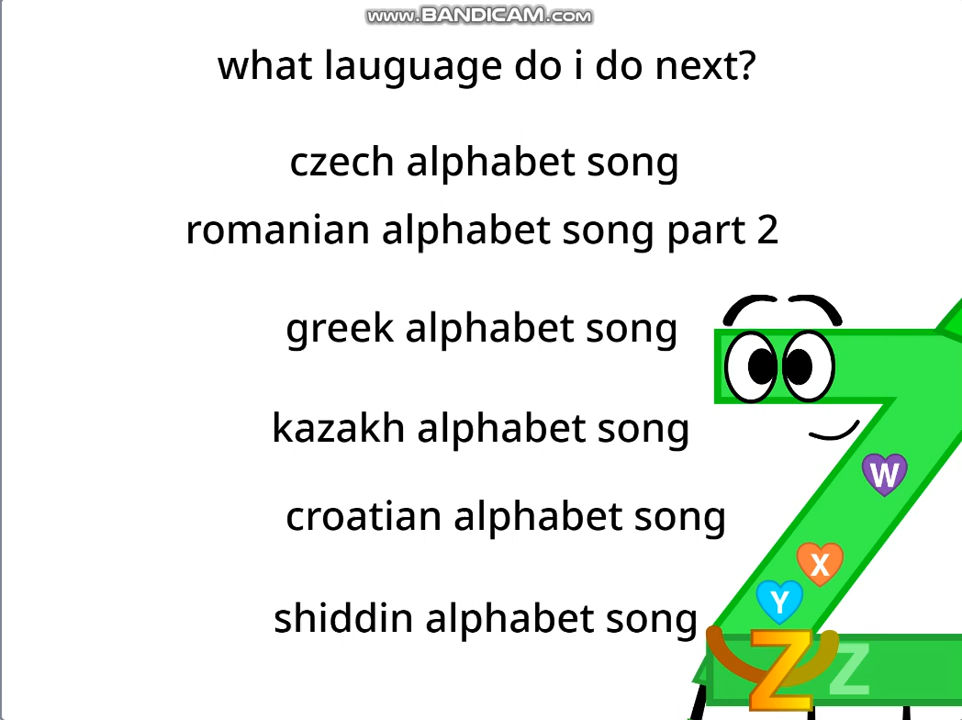 www.BANDICAM.com
what lauguage do i do next?
czech alphabet song
romanian alphabet song part 2
greek alphabet song
kazakh alphabet song
croatian alphabet song
shiddin alphabet song
W
X
Y
Z
Z